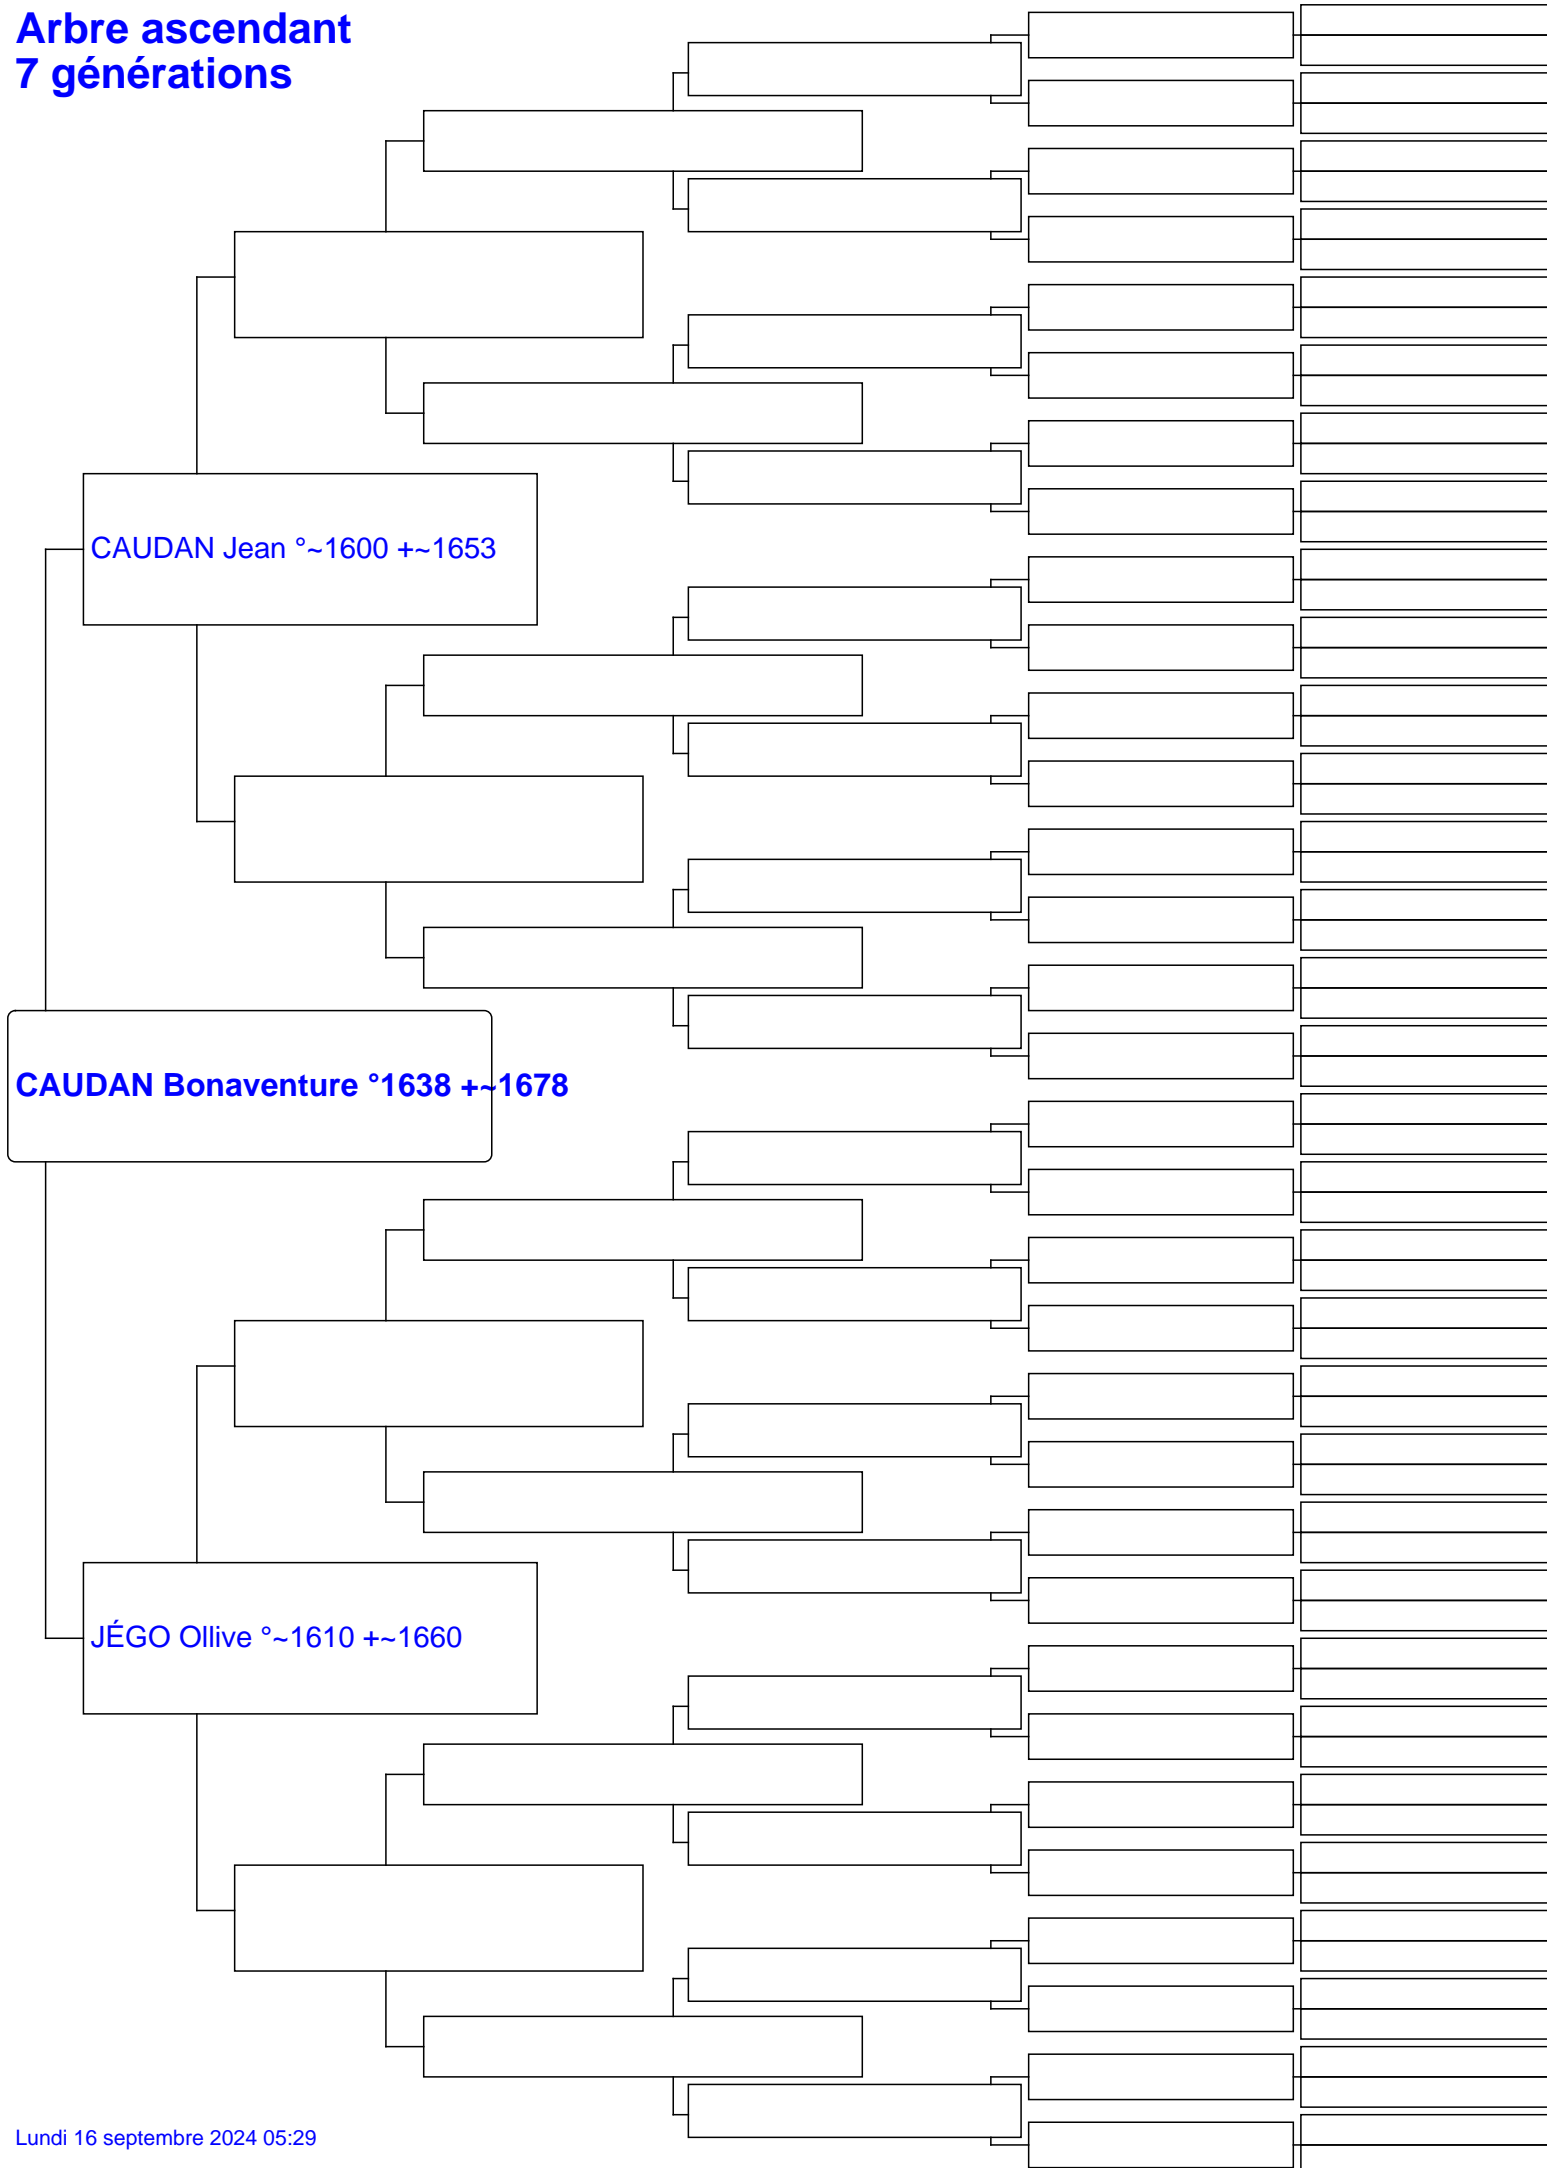 Arbre ascendant
7 générations
CAUDAN Jean °~1600 +~1653
CAUDAN Bonaventure °1638 +~1678
JÉGO Ollive °~1610 +~1660
Lundi 16 septembre 2024 05:29